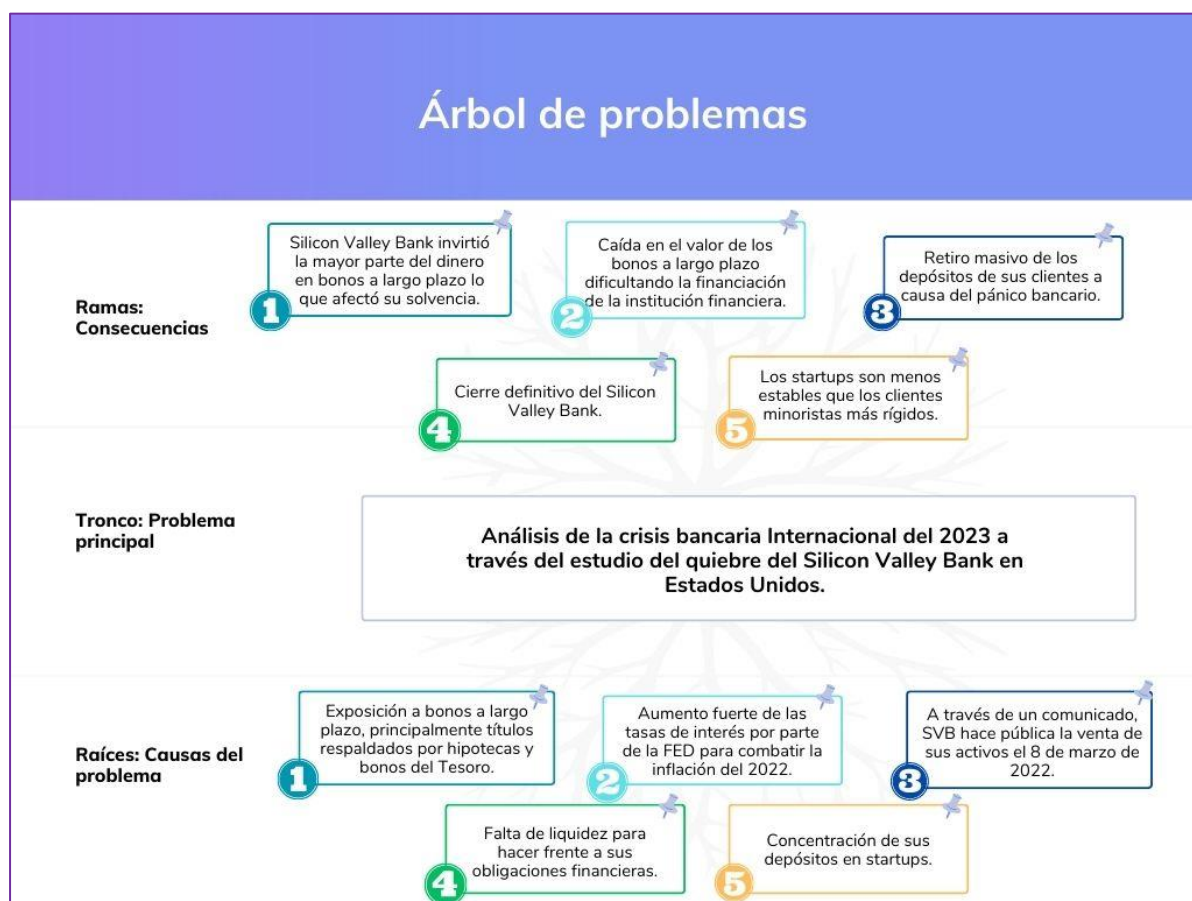 Árbol de problemas
Ramas:
Consecuencias
Silicon Valley Bank invirtió
la mayor parte del dinero
en bonos a largo plazo lo
que afectó su solvencia.
1
Caída en el valor de los
bonos a largo plazo
dificultando la financiación
de la institución financiera.
2
Retiro masivo de los
depósitos de sus clientes a
causa del pánico bancario.
3
Cierre definitivo del Silicon
Valley Bank.
4
Los startups son menos
estables que los clientes
minoristas más rígidos.
5
Tronco: Problema
principal
Análisis de la crisis bancaria Internacional del 2023 a
través del estudio del quiebre del Silicon Valley Bank en
Estados Unidos.
Raíces: Causas del
problema
Exposición a bonos a largo
plazo, principalmente títulos
respaldados por hipotecas y
bonos del Tesoro.
1
Aumento fuerte de las
tasas de interés por parte
de la FED para combatir la
inflación del 2022.
2
A través de un comunicado,
SVB hace pública la venta de
sus activos el 8 de marzo de
2022.
3
Falta de liquidez para
hacer frente a sus
obligaciones financieras.
4
Concentración de sus
depósitos en startups.
5